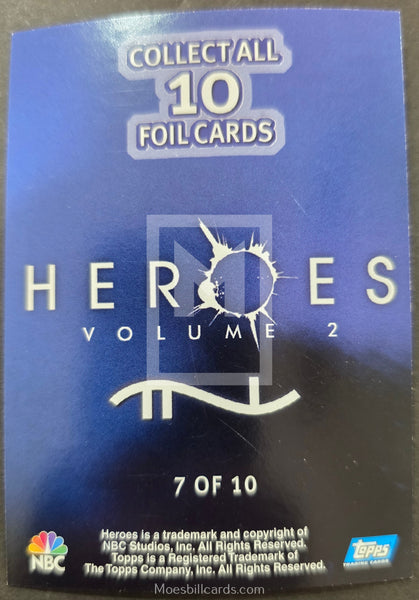 COLLECT ALL
10
FOIL CARDS
HEROES
VOLUME 2
7 OF 10
Heroes is a trademark and copyright of
NBC Studios, Inc. All Rights Reserved.
Topps is a Registered Trademark of
The Topps Company, Inc. All Rights Reserved.
NBC
Topps
TRADING CARDS
Moesbillcards.com